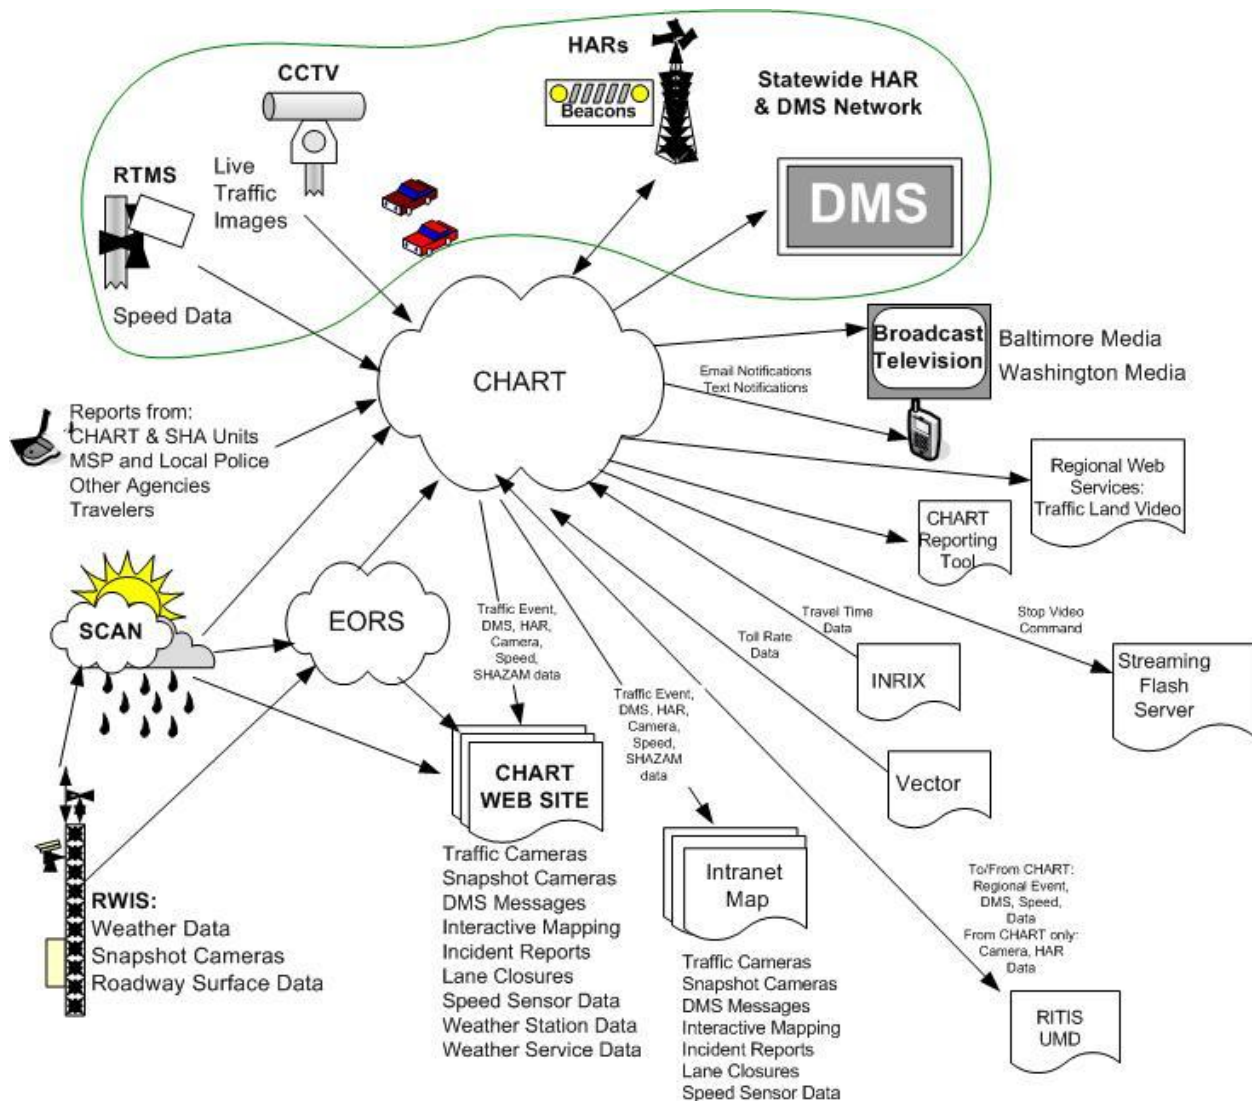 HARs
CCTV
Beacons
Statewide HAR
& DMS Network
DMS
RTMS
Live
Traffic
Images
Speed Data
CHART
Broadcast
Television
Baltimore Media
Washington Media
Email Notifications
Text Notifications
Reports from:
CHART & SHA Units
MSP and Local Police
Other Agencies
Travelers
Regional Web
Services:
Traffic Land Video
CHART
Reporting
Tool
SCAN
EORS
Traffic Event,
DMS, HAR,
Camera,
Speed,
SHAZAM data
Travel Time
Data
Toll Rate
Data
Stop Video
Command
INRIX
Streaming
Flash
Server
Vector
Traffic Event,
DMS, HAR,
Camera,
Speed,
SHAZAM
data
CHART
WEB SITE
Traffic Cameras
Snapshot Cameras
DMS Messages
Interactive Mapping
Incident Reports
Lane Closures
Speed Sensor Data
Weather Station Data
Weather Service Data
RWIS:
Weather Data
Snapshot Cameras
Roadway Surface Data
Intranet
Map
Traffic Cameras
Snapshot Cameras
DMS Messages
Interactive Mapping
Incident Reports
Lane Closures
Speed Sensor Data
To/From CHART:
Regional Event,
DMS, Speed,
Data
From CHART only:
Camera, HAR
Data
RITIS
UMD